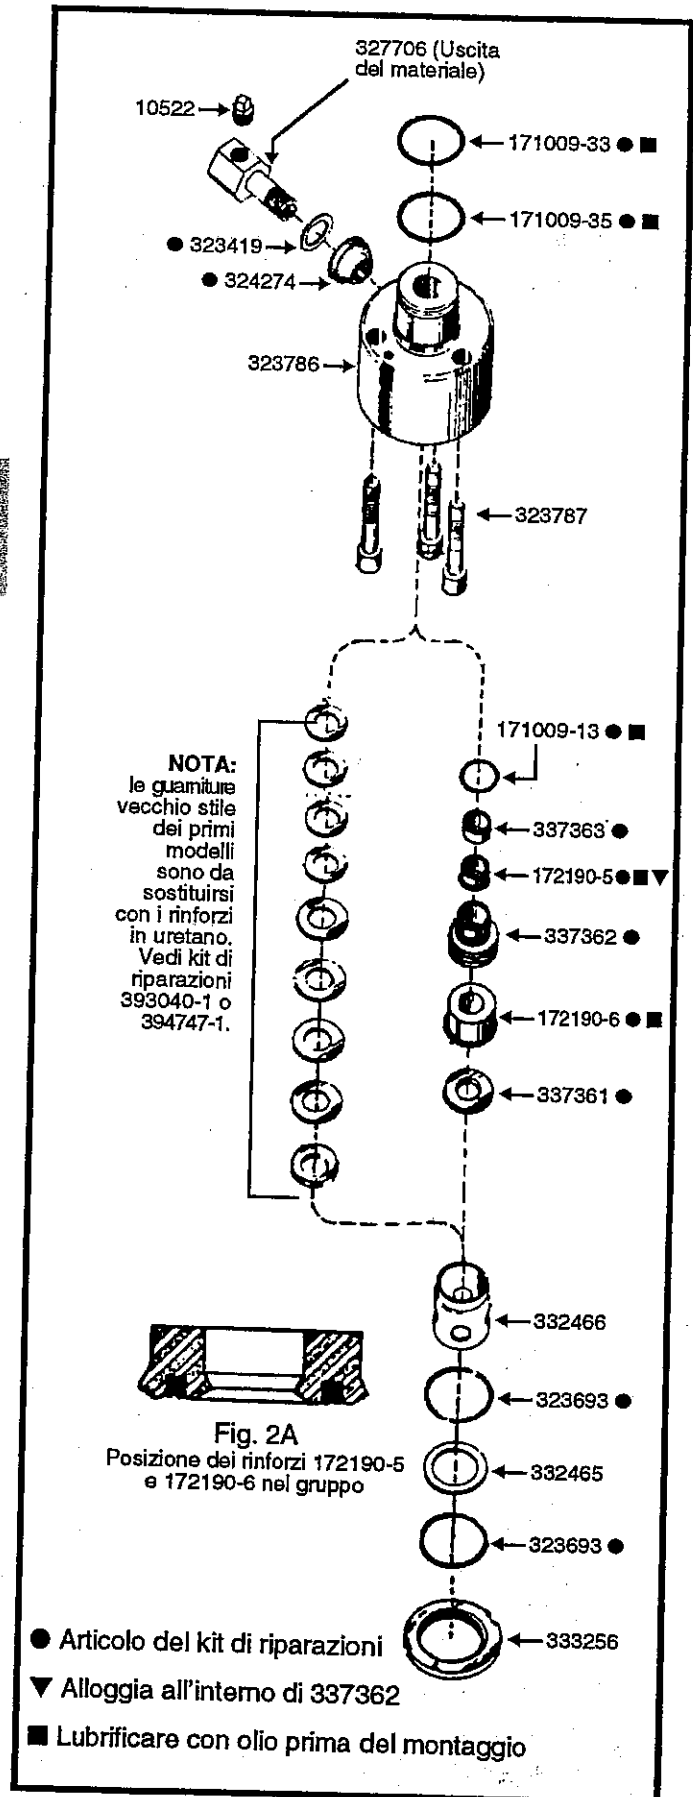 327706 (Uscita
del materiale)
10522
171009-33 ● ■
171009-35 ● ■
● 323419
● 324274
323786
323787
171009-13 ● ■
NOTA:
le guarniture
vecchio stile
dei primi
modelli
sono da
sostituirsi
con i rinforzi
in uretano.
Vedi kit di
riparazioni
393040-1 o
394747-1.
337363 ●
172190-5 ● ■ ▼
337362 ●
172190-6 ● ■
337361 ●
332466
323693 ●
Fig. 2A
Posizione dei rinforzi 172190-5
e 172190-6 nel gruppo
332465
323693 ●
333256
● Articolo del kit di riparazioni
▼ Alloggia all'interno di 337362
■ Lubrificare con olio prima del montaggio